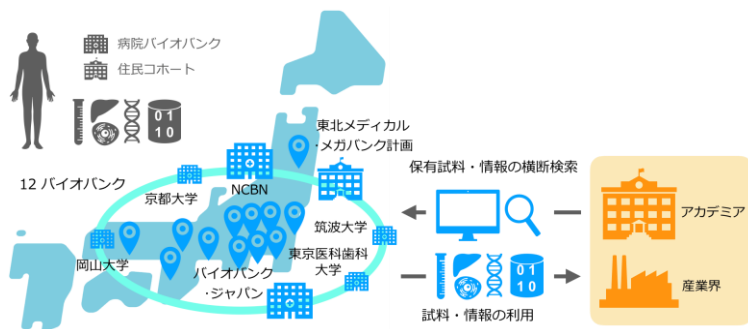 病院バイオバンク
住民コホート
01
10
12 バイオバンク
東北メディカル
・メガバンク計画
NCBN
京都大学
筑波大学
岡山大学
東京医科歯科
大学
バイオバンク
・ジャパン
保有試料・情報の横断検索
01
10
試料・情報の利用
アカデミア
産業界